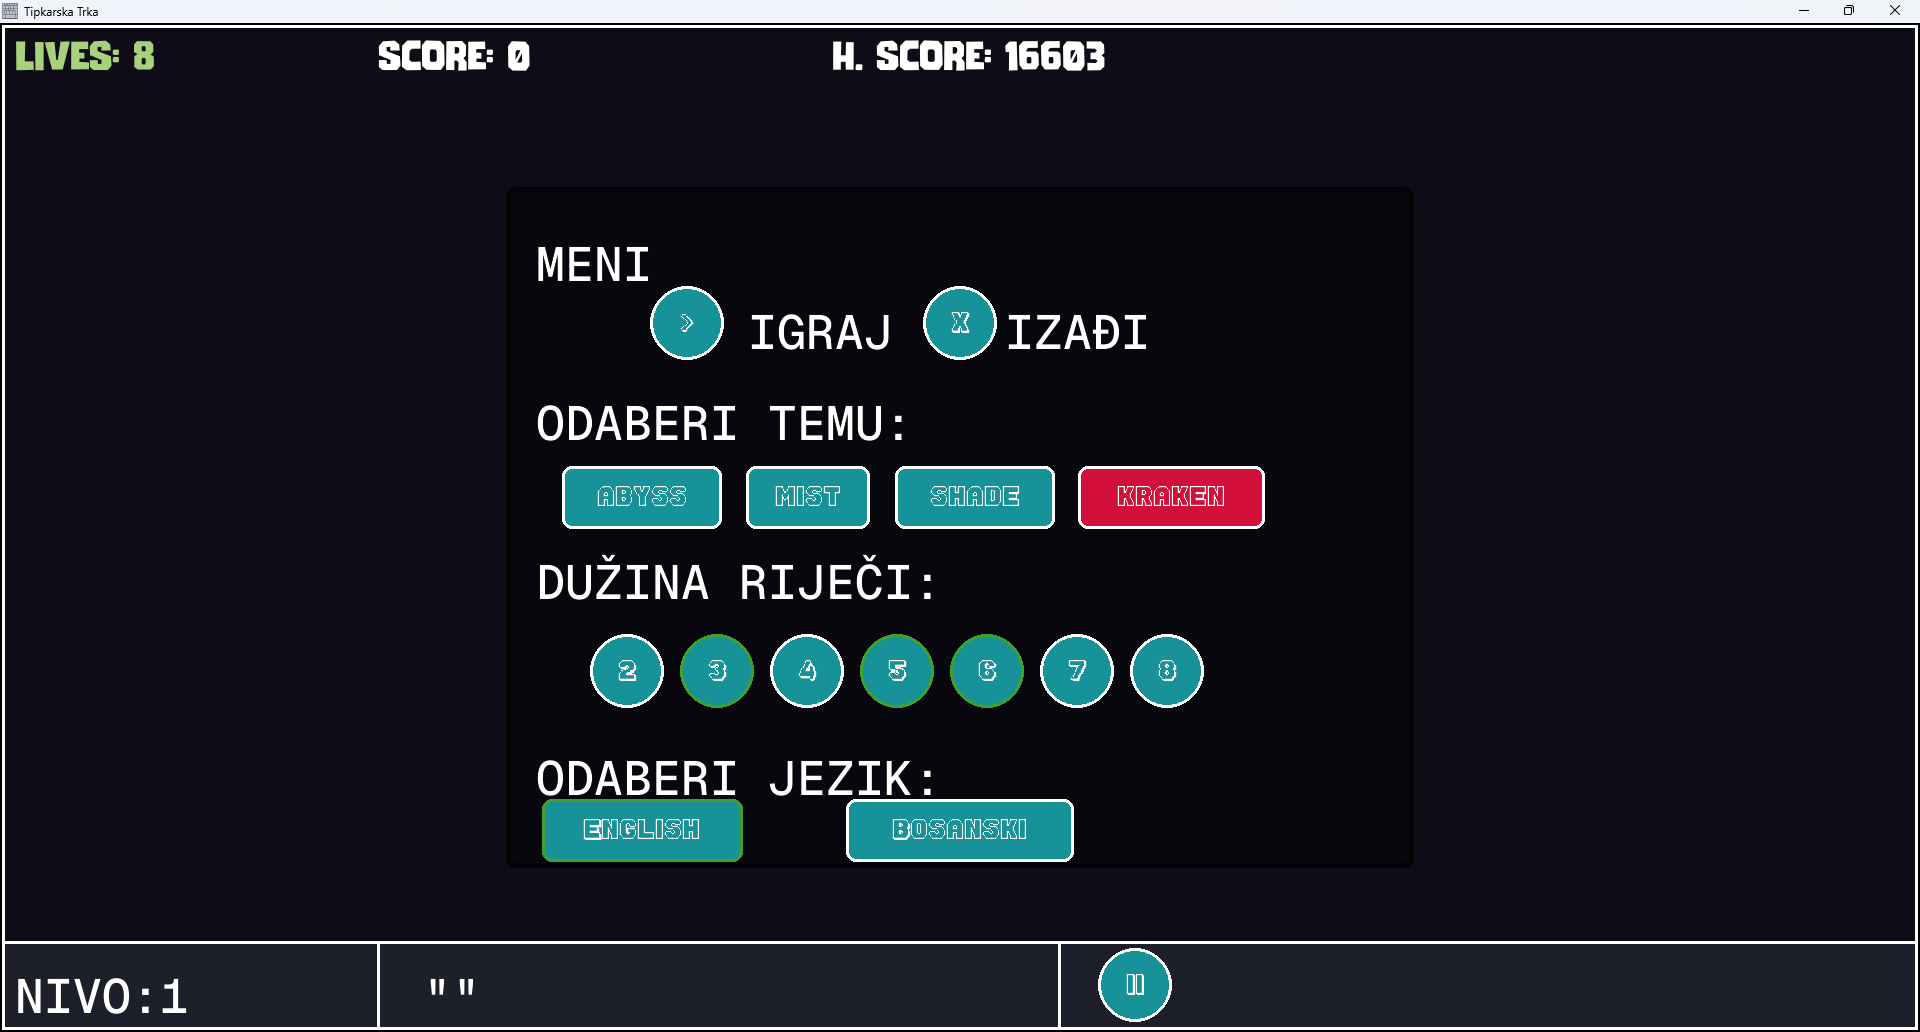 Tipkarska Trka
LIVES: 8 SCORE: 0 H. SCORE: 16603
MENI
> IGRAJ X IZAĐI
ODABERI TEMU:
ABYSS MIST SHADE KRAKEN
DUŽINA RIJEČI:
2 3 4 5 6 7 8
ODABERI JEZIK:
ENGLISH BOSANSKI
NIVO:1 ""